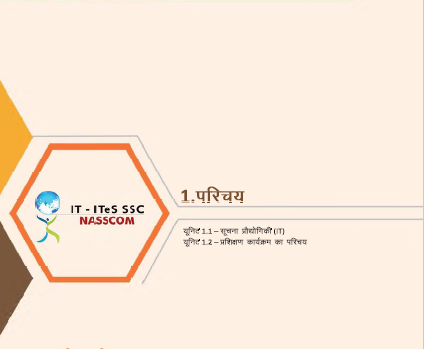 1.परिचय
IT - ITeS SSC
NASSCOM
यूनिट 1.1 – सूचना प्रौद्योगिकी (IT)
यूनिट 1.2 – प्रशिक्षण कार्यक्रम का परिचय